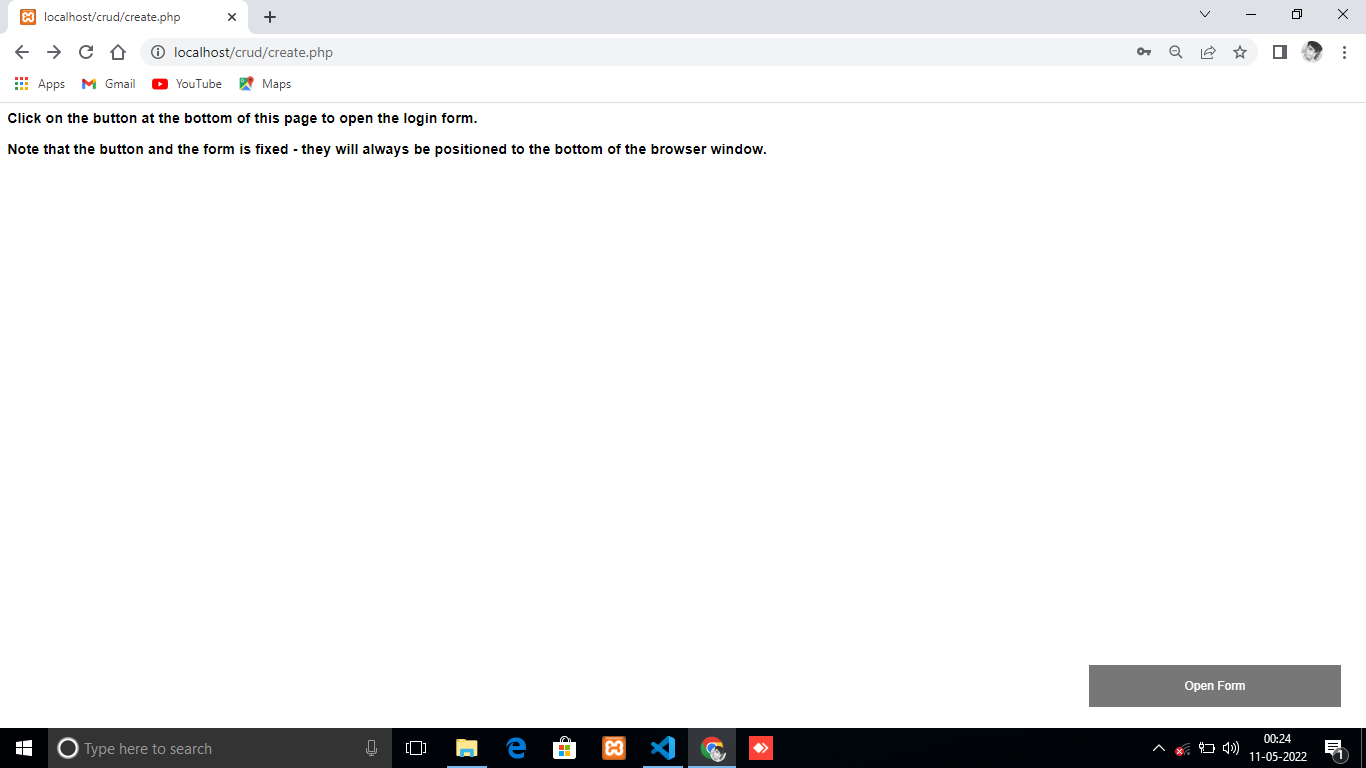 localhost/crud/create.php
localhost/crud/create.php
Apps Gmail YouTube Maps
Click on the button at the bottom of this page to open the login form.
Note that the button and the form is fixed - they will always be positioned to the bottom of the browser window.
Open Form
Type here to search
00:24
11-05-2022
1